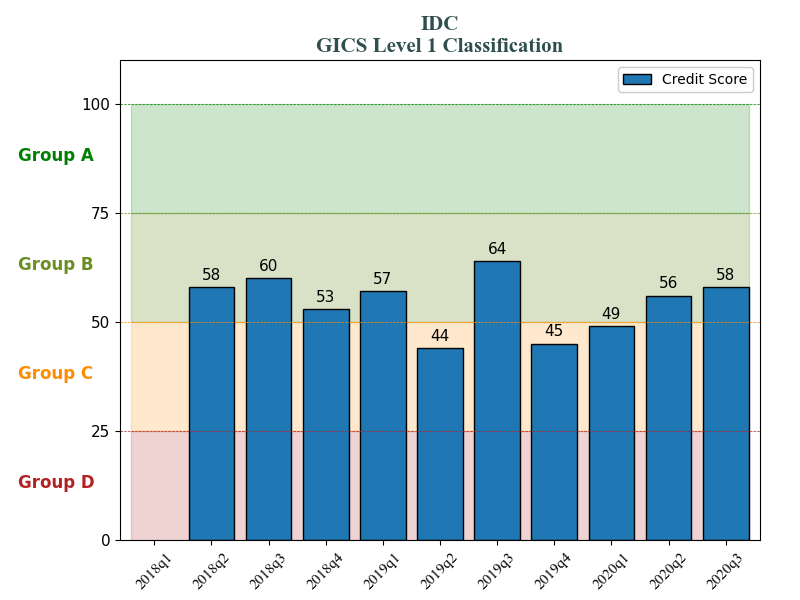 IDC
GICS Level 1 Classification
Credit Score
100
Group A
75
Group B
50
Group C
25
Group D
0
58
60
53
57
44
64
45
49
56
58
2018q1
2018q2
2018q3
2018q4
2019q1
2019q2
2019q3
2019q4
2020q1
2020q2
2020q3